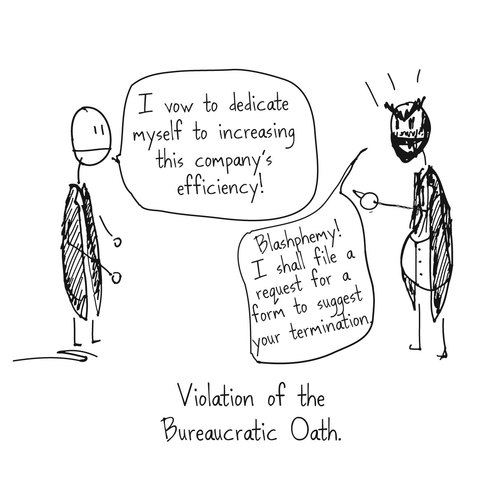 I vow to dedicate
myself to increasing
this company's
efficiency!
Blashphemy!
I shall file a
request for a
form to suggest
your termination.
Violation of the
Bureaucratic Oath.